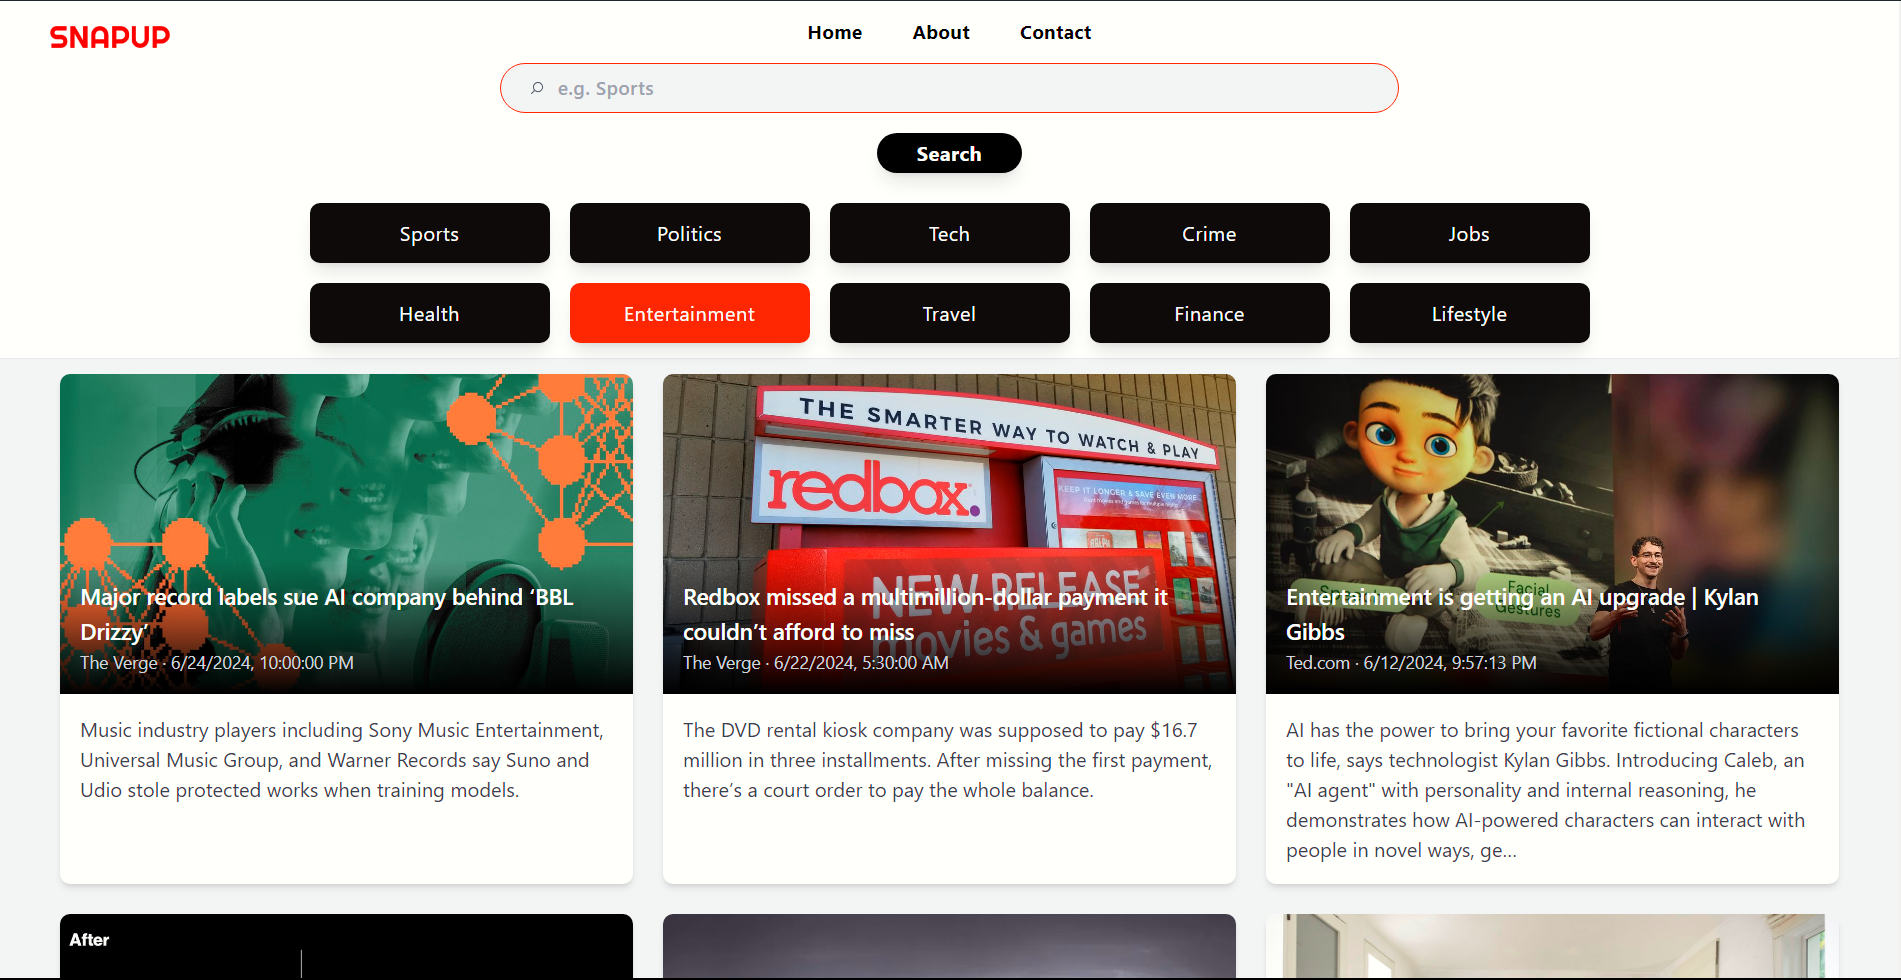 SNAPUP
Home
About
Contact
e.g. Sports
Search
Sports
Politics
Tech
Crime
Jobs
Health
Entertainment
Travel
Finance
Lifestyle
Major record labels sue AI company behind ‘BBL
Drizzy’
The Verge · 6/24/2024, 10:00:00 PM
Music industry players including Sony Music Entertainment,
Universal Music Group, and Warner Records say Suno and
Udio stole protected works when training models.
THE SMARTER WAY TO WATCH & PLAY
redbox.
KEEP IT LONGER & SAVE EVEN MORE
NEW RELEASE
movies & games
Redbox missed a multimillion-dollar payment it
couldn’t afford to miss
The Verge · 6/22/2024, 5:30:00 AM
The DVD rental kiosk company was supposed to pay $16.7
million in three installments. After missing the first payment,
there’s a court order to pay the whole balance.
Facial
Gestures
Entertainment is getting an AI upgrade | Kylan
Gibbs
Ted.com · 6/12/2024, 9:57:13 PM
AI has the power to bring your favorite fictional characters
to life, says technologist Kylan Gibbs. Introducing Caleb, an
"AI agent" with personality and internal reasoning, he
demonstrates how AI-powered characters can interact with
people in novel ways, ge...
After